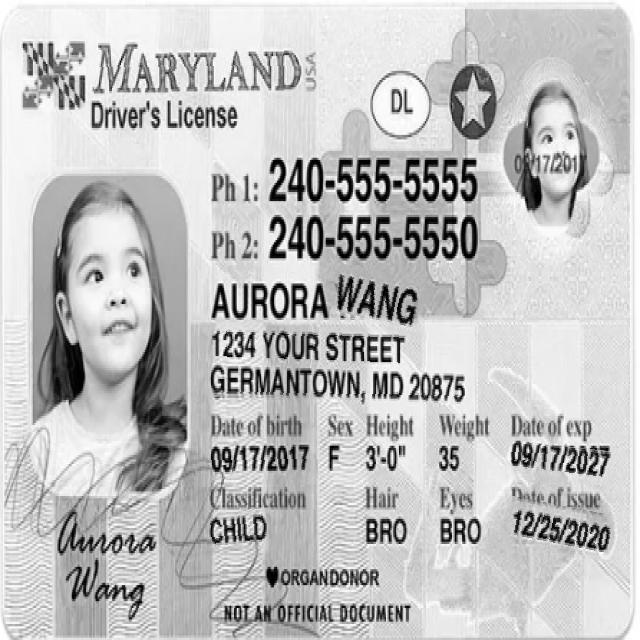 MARYLAND USA
Driver's License
DL
09/17/2017
Ph 1: 240-555-5555
Ph 2: 240-555-5550
AURORA WANG
1234 YOUR STREET
GERMANTOWN, MD 20875
Date of birth Sex Height Weight Date of exp
09/17/2017 F 3'-0" 35 09/17/2027
Classification Hair Eyes Date of issue
CHILD BRO BRO 12/25/2020
Aurora
Wang
♥ORGANDONOR
NOT AN OFFICIAL DOCUMENT